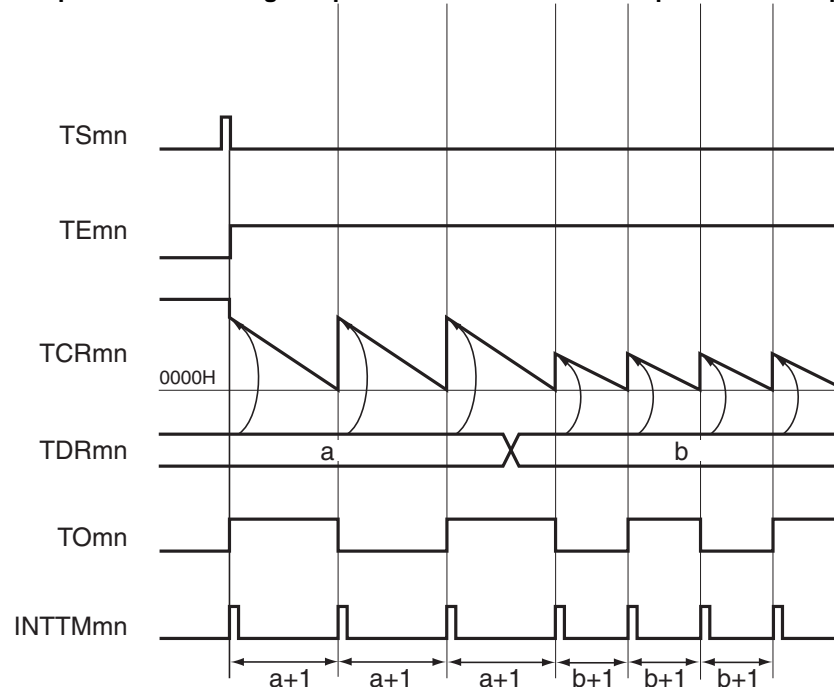 TSmn
TEmn
TCRmn
0000H
TDRmn
a
b
TOmn
INTTMmn
a+1
a+1
a+1
b+1
b+1
b+1